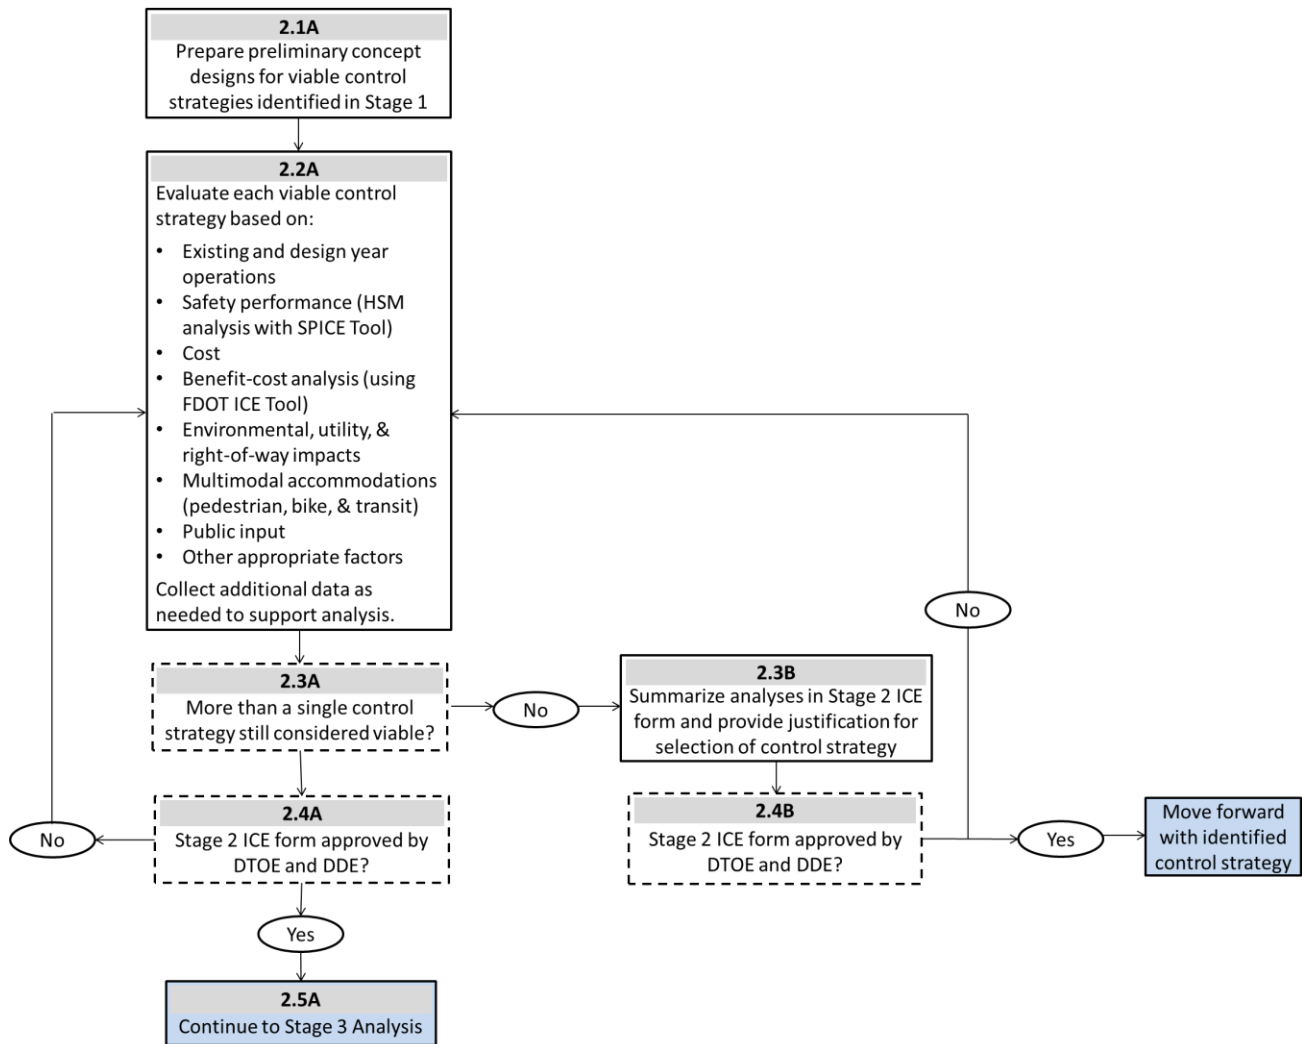 2.1A
Prepare preliminary concept
designs for viable control
strategies identified in Stage 1
2.2A
Evaluate each viable control
strategy based on:
• Existing and design year
operations
• Safety performance (HSM
analysis with SPICE Tool)
• Cost
• Benefit-cost analysis (using
FDOT ICE Tool)
• Environmental, utility, &
right-of-way impacts
• Multimodal accommodations
(pedestrian, bike, & transit)
• Public input
• Other appropriate factors
Collect additional data as
needed to support analysis.
2.3A
More than a single control
strategy still considered viable?
No
2.3B
Summarize analyses in Stage 2 ICE
form and provide justification for
selection of control strategy
No
2.4A
Stage 2 ICE form approved by
DTOE and DDE?
No
2.4B
Stage 2 ICE form approved by
DTOE and DDE?
Yes
Move forward
with identified
control strategy
Yes
2.5A
Continue to Stage 3 Analysis